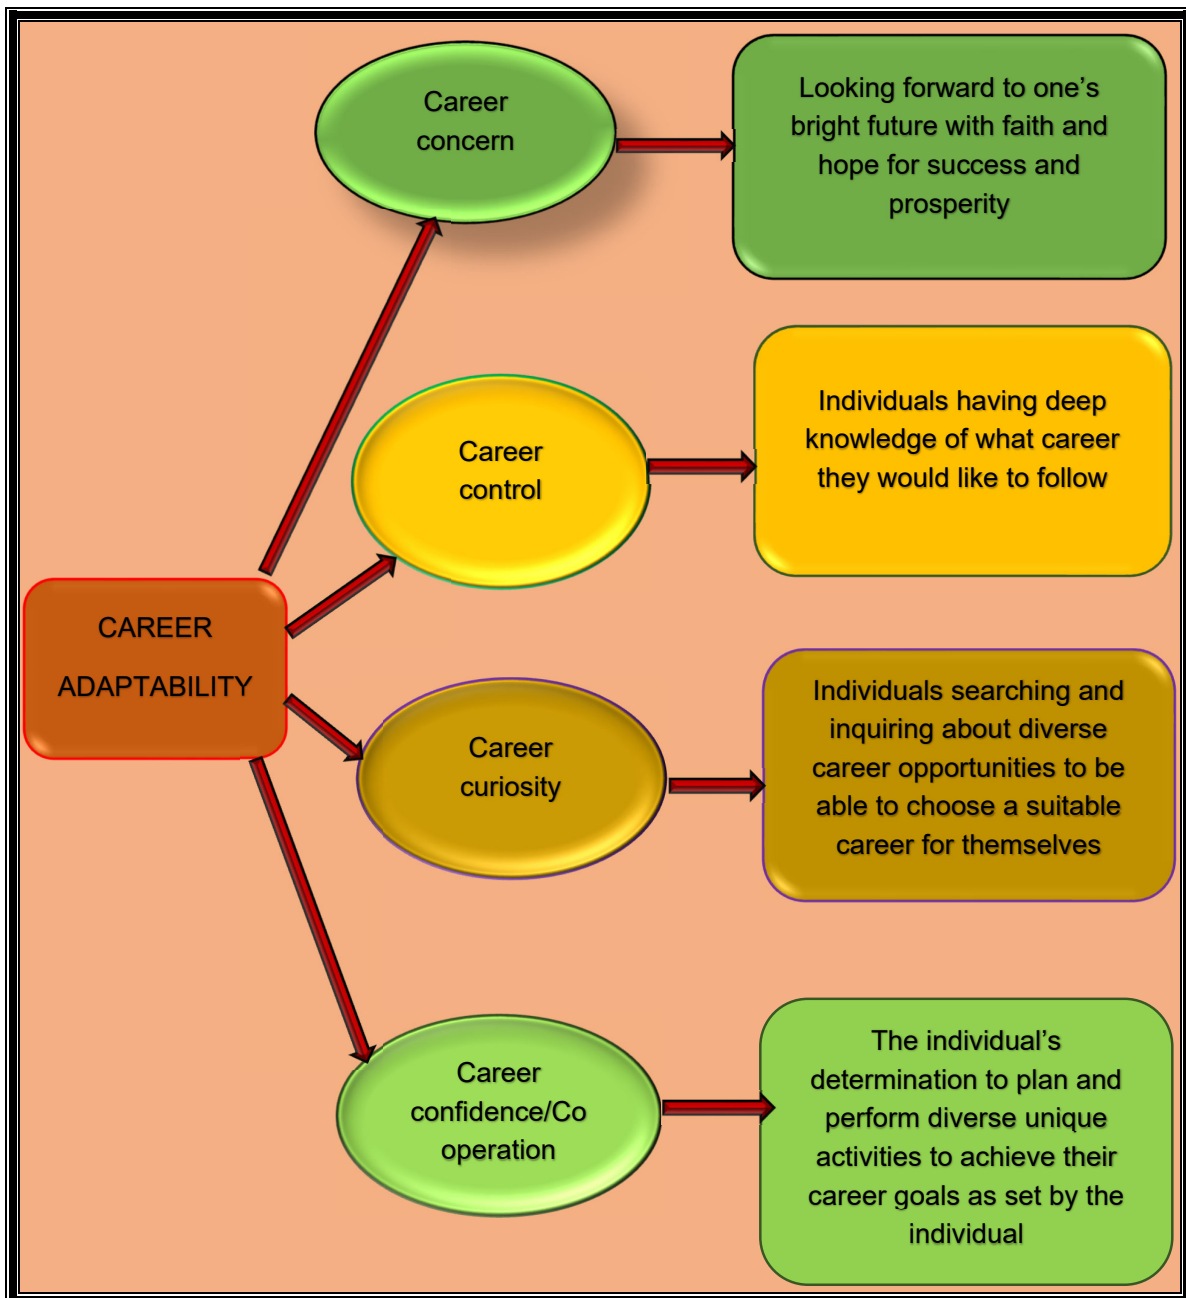 Career
concern
Looking forward to one’s
bright future with faith and
hope for success and
prosperity
Career
control
Individuals having deep
knowledge of what career
they would like to follow
CAREER
ADAPTABILITY
Career
curiosity
Individuals searching and
inquiring about diverse
career opportunities to be
able to choose a suitable
career for themselves
Career
confidence/Co
operation
The individual’s
determination to plan and
perform diverse unique
activities to achieve their
career goals as set by the
individual